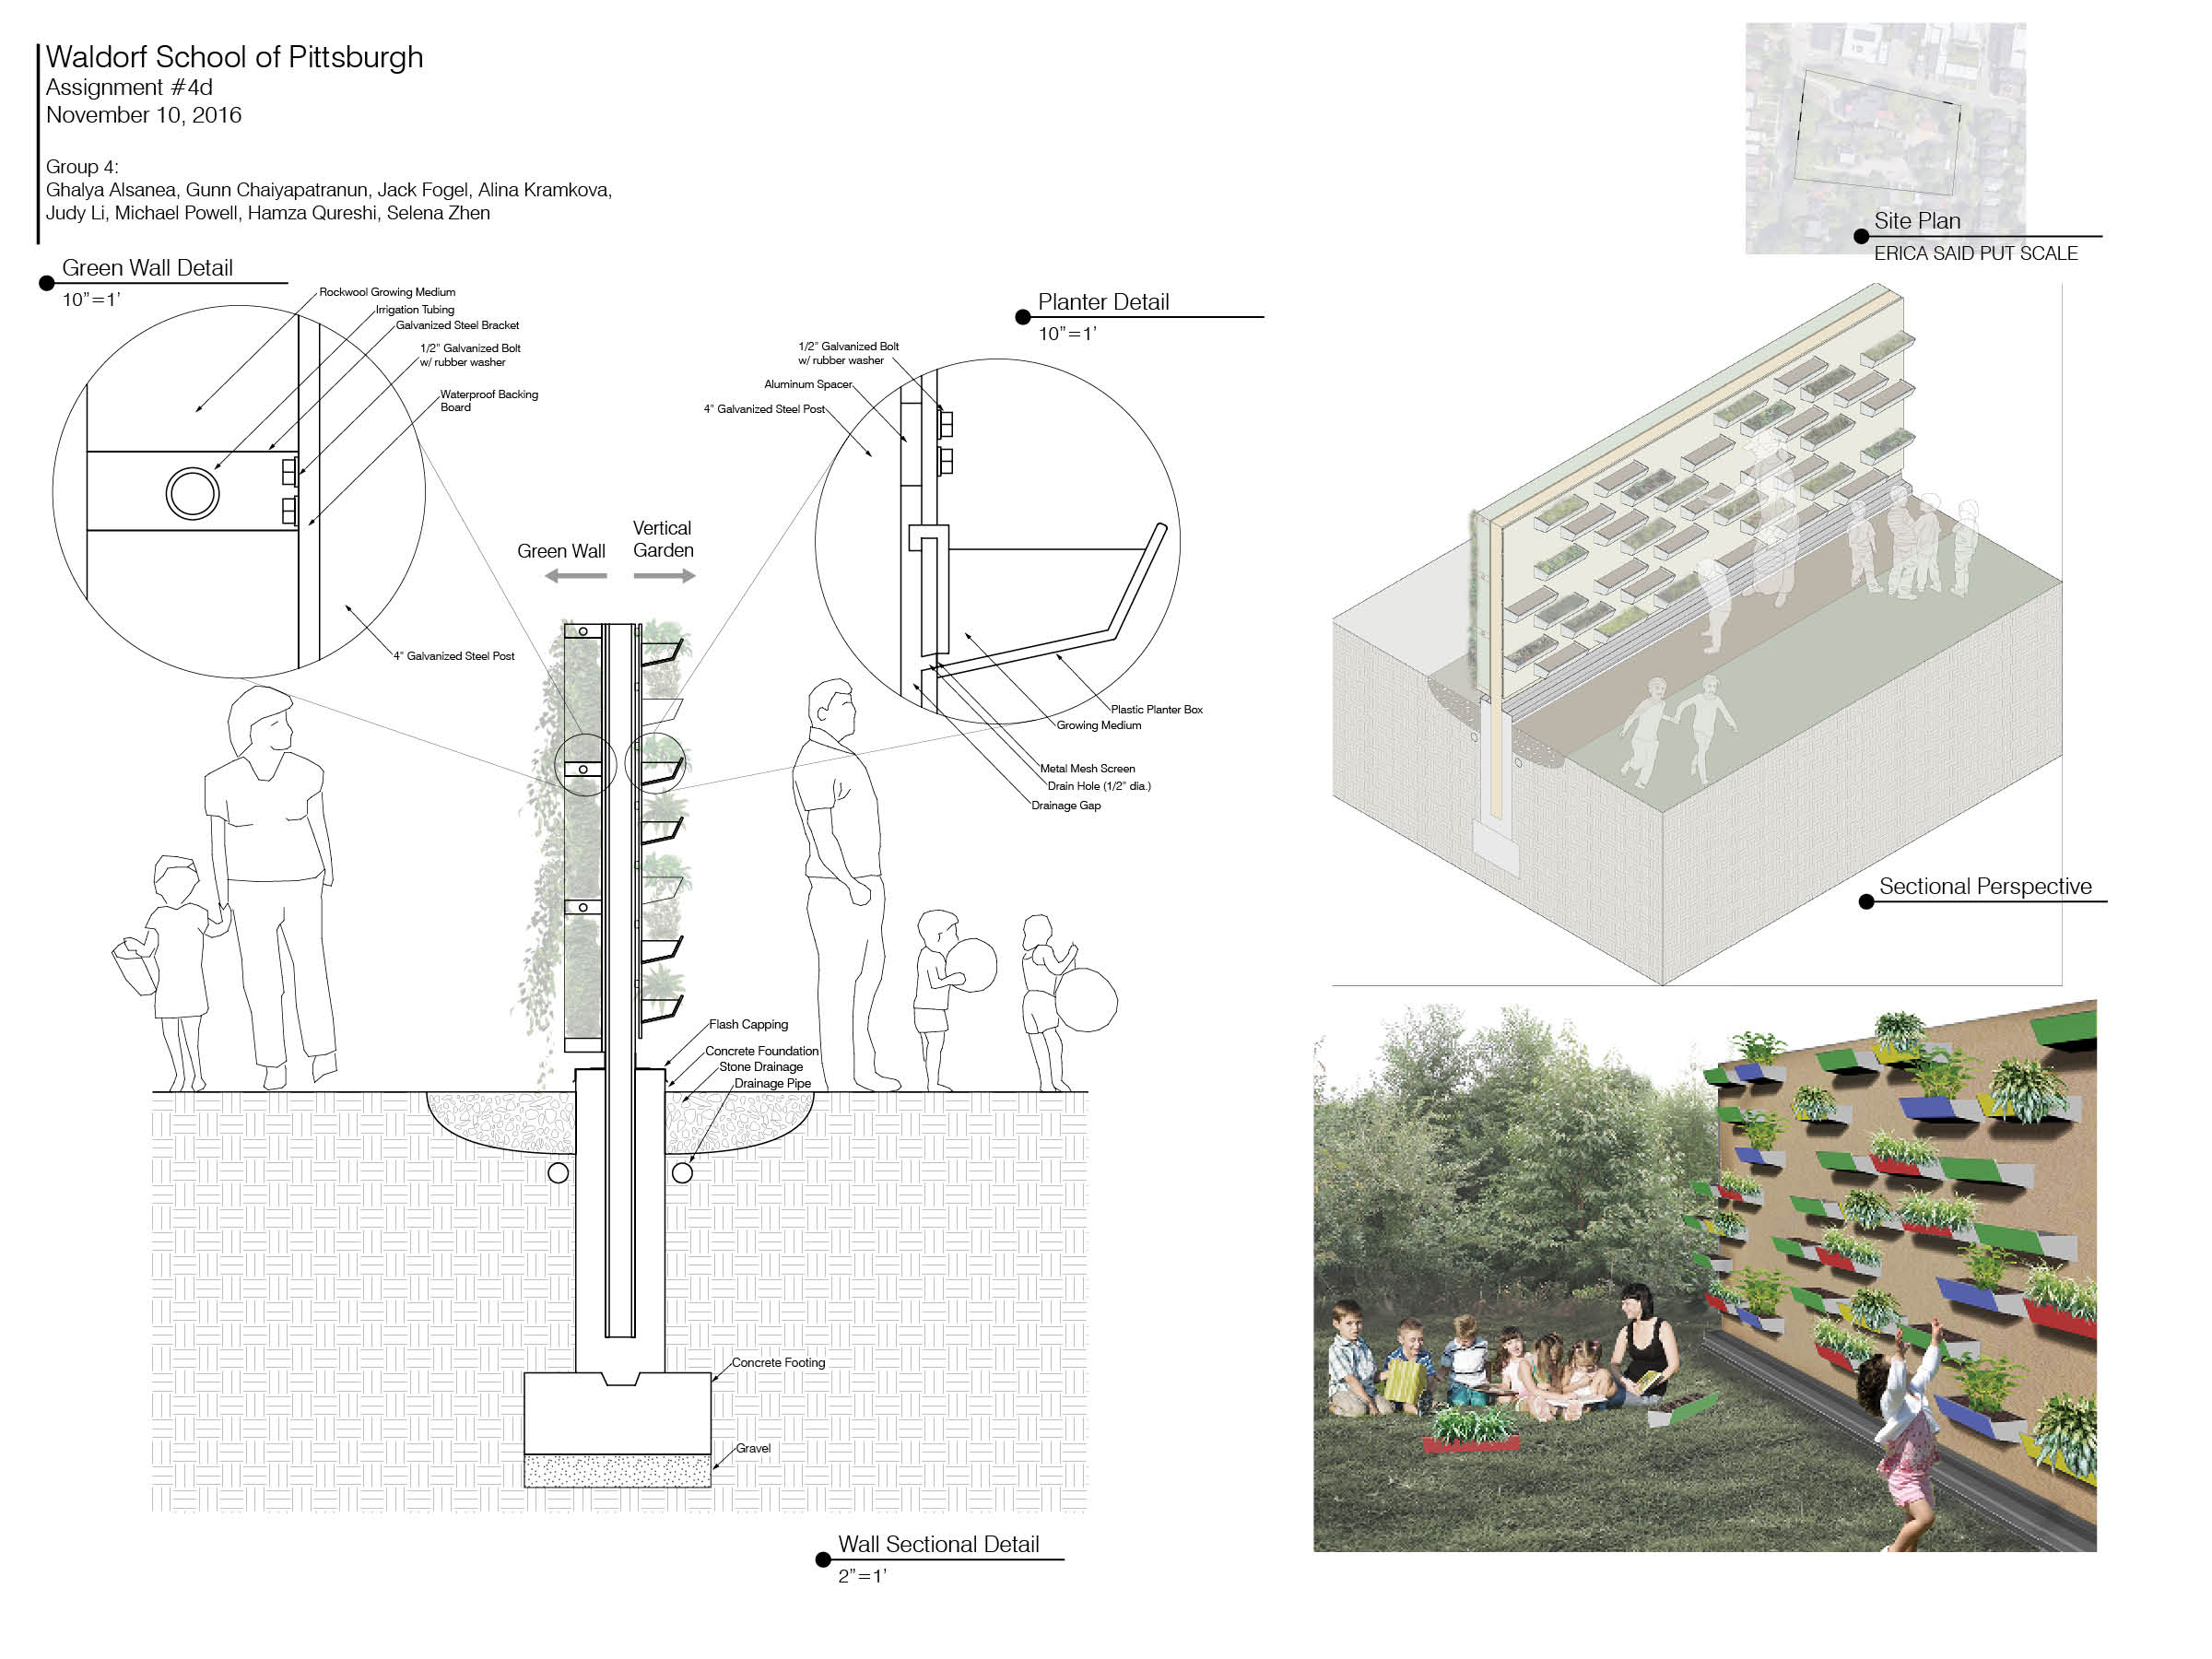 Waldorf School of Pittsburgh
Assignment #4d
November 10, 2016
Group 4:
Ghalya Alsanea, Gunn Chaiyapatranun, Jack Fogel, Alina Kramkova,
Judy Li, Michael Powell, Hamza Qureshi, Selena Zhen
Green Wall Detail
10"=1'
Rockwool Growing Medium
Irrigation Tubing
Galvanized Steel Bracket
1/2" Galvanized Bolt
w/ rubber washer
Waterproof Backing
Board
4" Galvanized Steel Post
Green Wall
Vertical
Garden
Planter Detail
10"=1'
1/2" Galvanized Bolt
w/ rubber washer
Aluminum Spacer
4" Galvanized Steel Post
Plastic Planter Box
Growing Medium
Metal Mesh Screen
Drain Hole (1/2" dia.)
Drainage Gap
Flash Capping
Concrete Foundation
Stone Drainage
Drainage Pipe
Concrete Footing
Gravel
Wall Sectional Detail
2"=1'
Site Plan
ERICA SAID PUT SCALE
Sectional Perspective